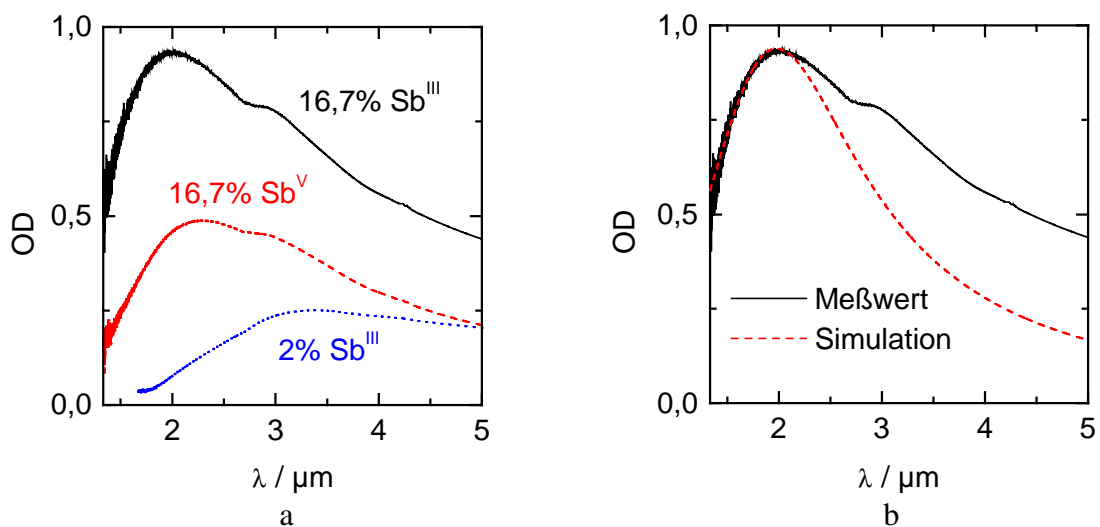 1,0
16,7% Sb^III
16,7% Sb^V
0,5
OD
2% Sb^III
0,0
2 3 4 5
λ / µm
a
1,0
0,5
OD
Meßwert
Simulation
0,0
2 3 4 5
λ / µm
b